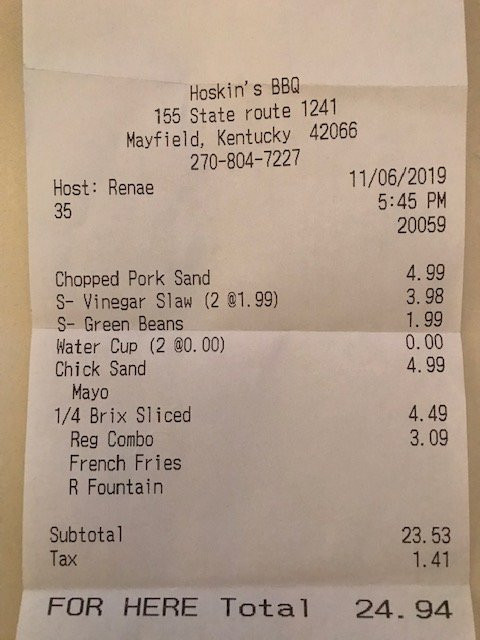 Hoskin's BBQ
155 State route 1241
Mayfield, Kentucky 42066
270-804-7227
Host: Renae 11/06/2019
35 5:45 PM
20059
Chopped Pork Sand 4.99
S- Vinegar Slaw (2 @1.99) 3.98
S- Green Beans 1.99
Water Cup (2 @0.00) 0.00
Chick Sand 4.99
Mayo
1/4 Brix Sliced 4.49
Reg Combo 3.09
French Fries
R Fountain
Subtotal 23.53
Tax 1.41
FOR HERE Total 24.94